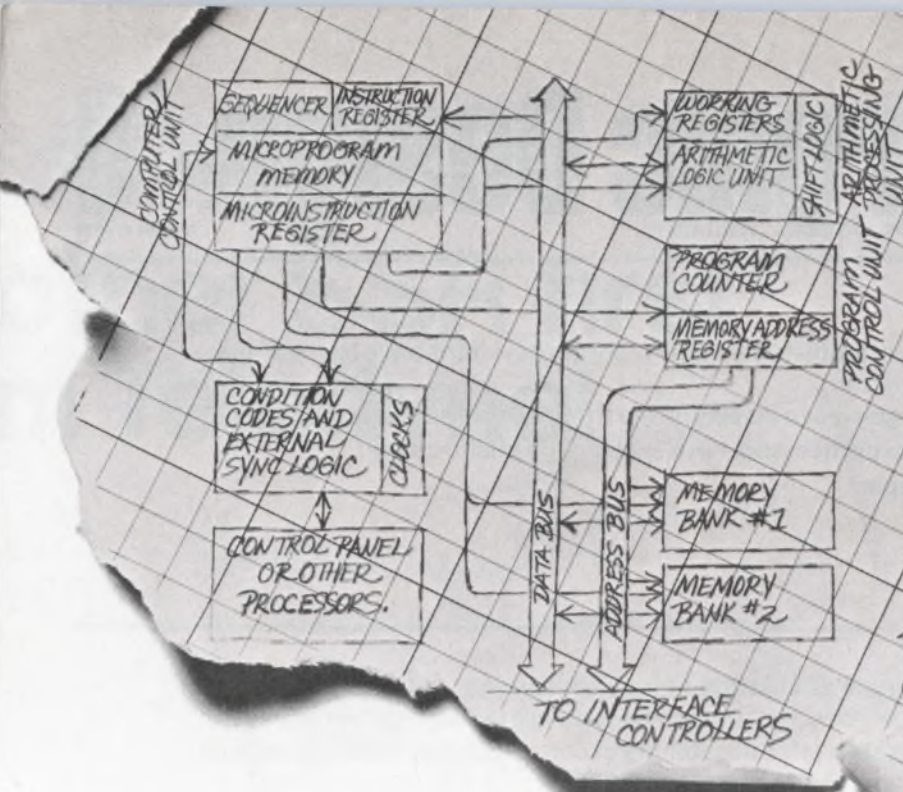 COMPUTER
CONTROL UNIT
SEQUENCER
INSTRUCTION
REGISTER
MICROPROGRAM
MEMORY
MICROINSTRUCTION
REGISTER
WORKING
REGISTERS
ARITHMETIC
LOGIC UNIT
SHIFT LOGIC
ARITHMETIC
PROCESSING
UNIT
PROGRAM
COUNTER
MEMORY ADDRESS
REGISTER
PROGRAM
CONTROL UNIT
CONDITION
CODES AND
EXTERNAL
SYNC LOGIC
CLOCKS
CONTROL PANEL
OR OTHER
PROCESSORS.
DATA BUS
ADDRESS BUS
MEMORY
BANK #1
MEMORY
BANK #2
TO INTERFACE
CONTROLLERS